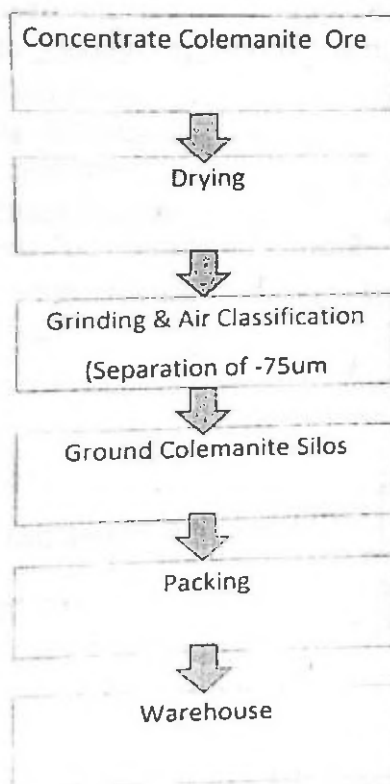 Concentrate Colemanite Ore
Drying
Grinding & Air Classification
(Separation of -75um
Ground Colemanite Silos
Packing
Warehouse